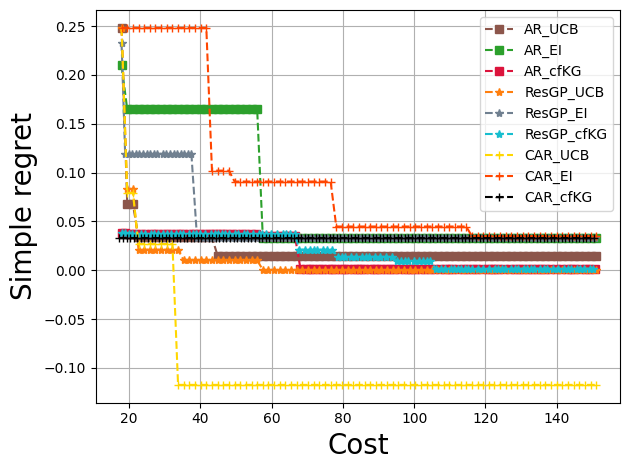 0.25
0.20
0.15
0.10
0.05
0.00
−0.05
−0.10
Simple regret
20
40
60
80
100
120
140
Cost
AR_UCB
AR_EI
AR_cfKG
ResGP_UCB
ResGP_EI
ResGP_cfKG
CAR_UCB
CAR_EI
CAR_cfKG